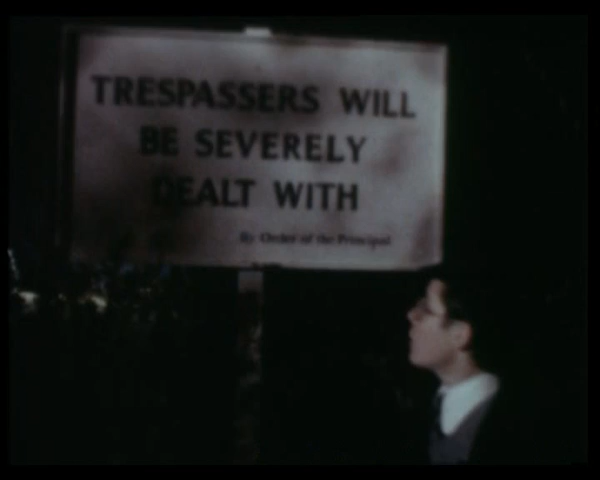 TRESPASSERS WILL
BE SEVERELY
DEALT WITH
By Order of the Principal